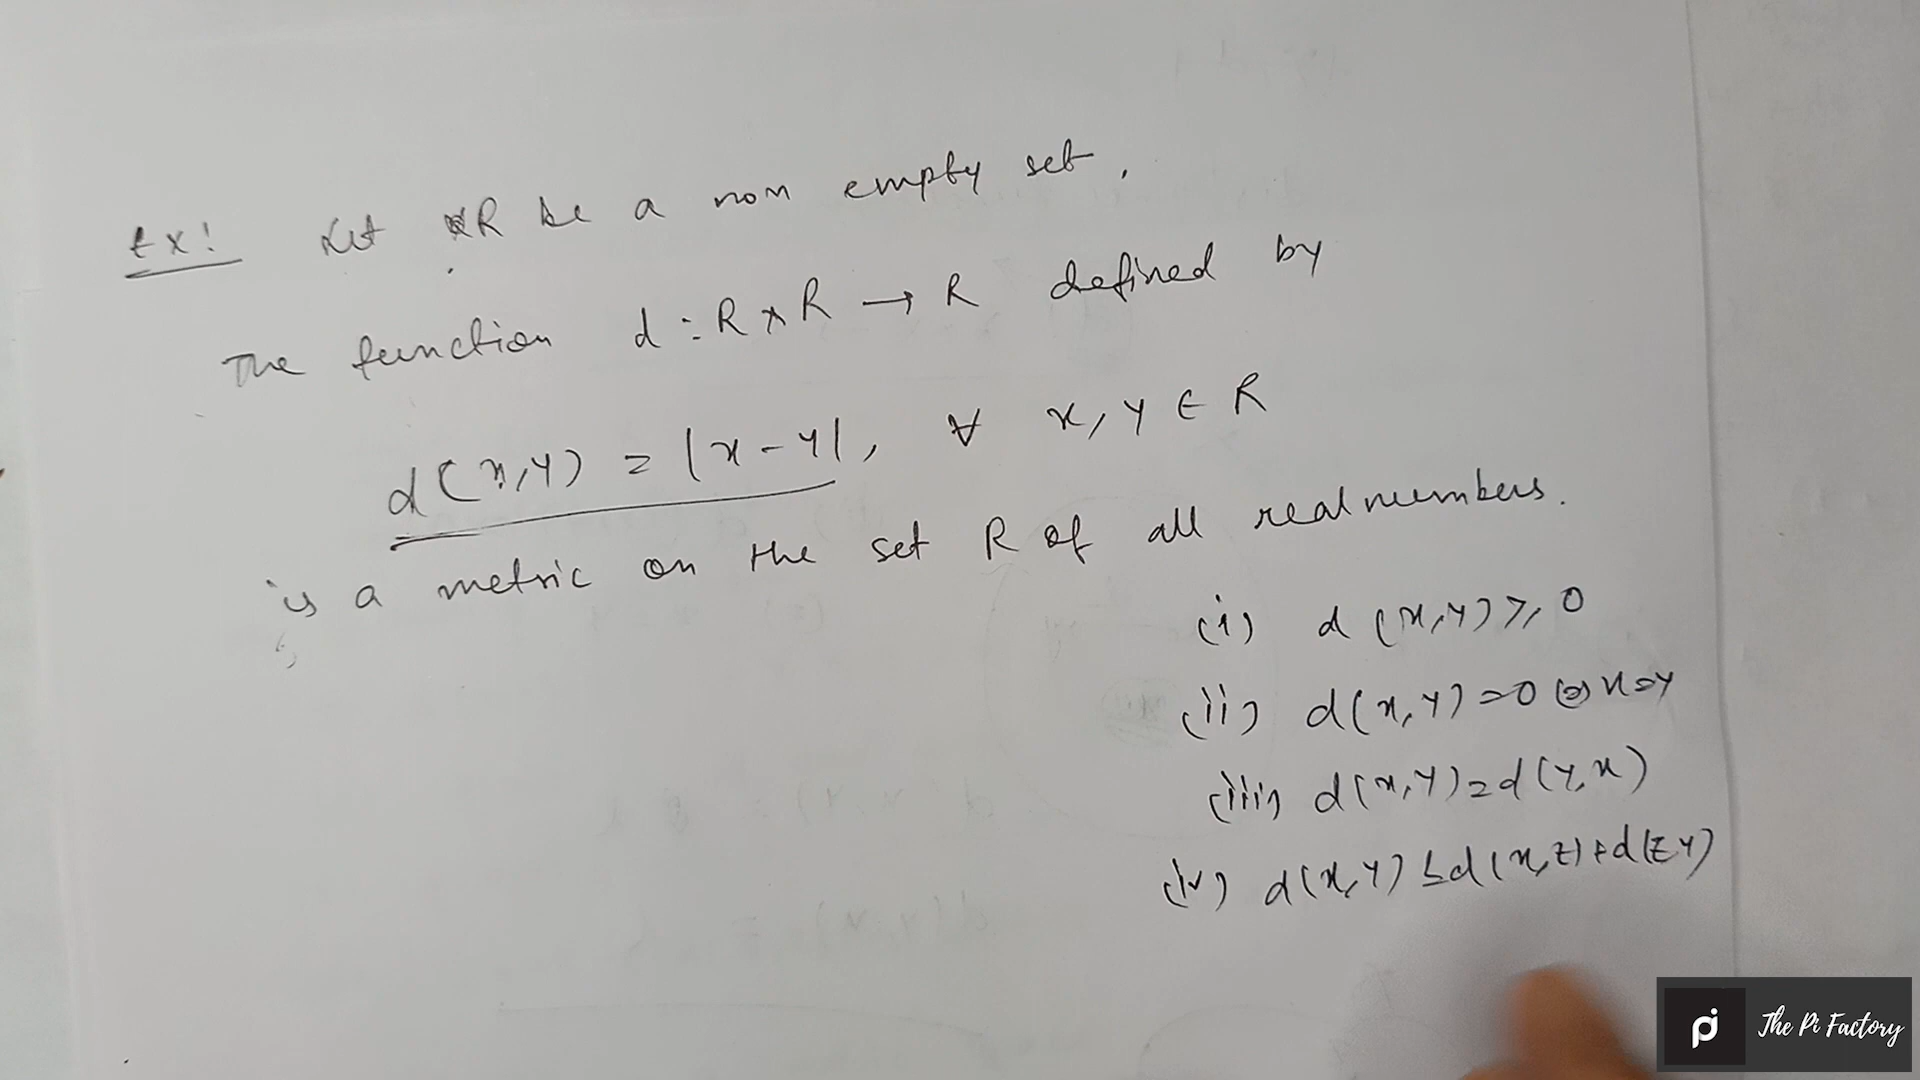 Ex! Let R be a non empty set.
The function d : R x R → R defined by
d(x,y) = |x-y|, ∀ x, y ∈ R
is a metric on the set R of all real numbers.
(i) d(x,y) ≥ 0
(ii) d(x,y) = 0 ⇔ x=y
(iii) d(x,y) = d(y,x)
(iv) d(x,y) ≤ d(x,z) + d(z,y)
pi The Pi Factory